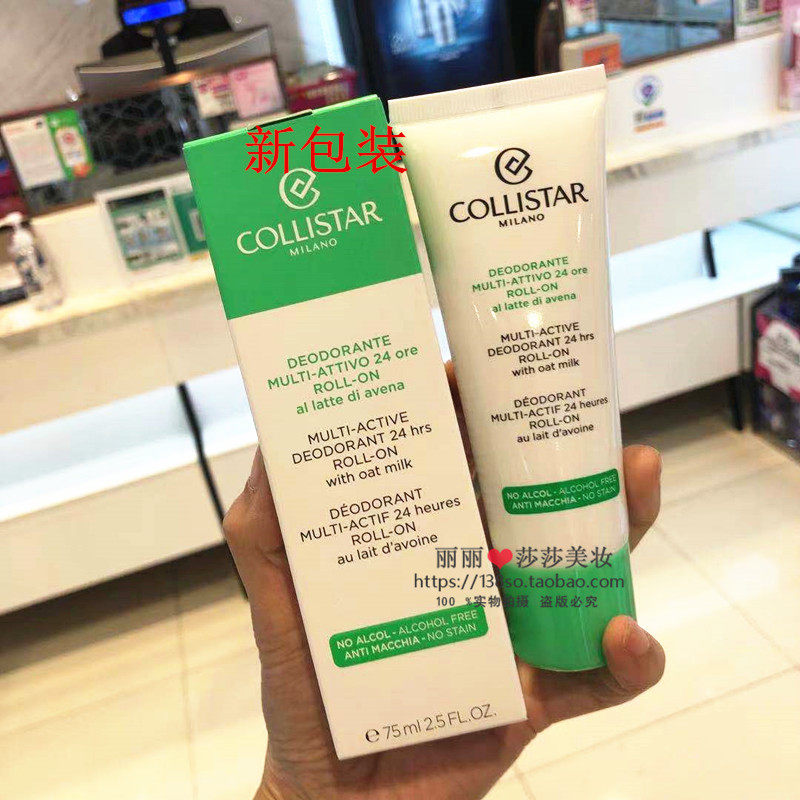 新包装
COLLISTAR
MILANO
DEODORANTE
MULTI-ATTIVO 24 ore
ROLL-ON
al latte di avena
MULTI-ACTIVE
DEODORANT 24 hrs
ROLL-ON
with oat milk
DÉODORANT
MULTI-ACTIF 24 heures
ROLL-ON
au lait d'avoine
NO ALCOL - ALCOHOL FREE
ANTI MACCHIA - NO STAIN
e 75 ml 2.5 FL.OZ.
COLLISTAR
MILANO
DEODORANTE
MULTI-ATTIVO 24 ore
ROLL-ON
al latte di avena
MULTI-ACTIVE
DEODORANT 24 hrs
ROLL-ON
with oat milk
DÉODORANT
MULTI-ACTIF 24 heures
ROLL-ON
au lait d'avoine
NO ALCOL - ALCOHOL FREE
ANTI MACCHIA - NO STAIN
丽丽❤莎莎美妆
100 %实物拍摄 盗版必究